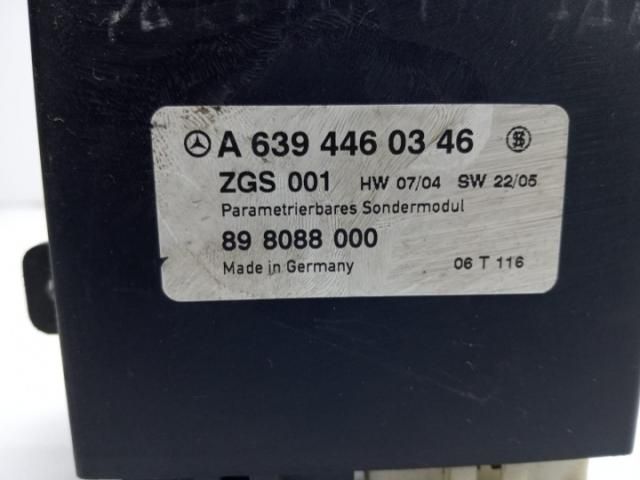 A 639 446 03 46
ZGS 001 HW 07/04 SW 22/05
Parametrierbares Sondermodul
89 8088 000
Made in Germany 06 T 116